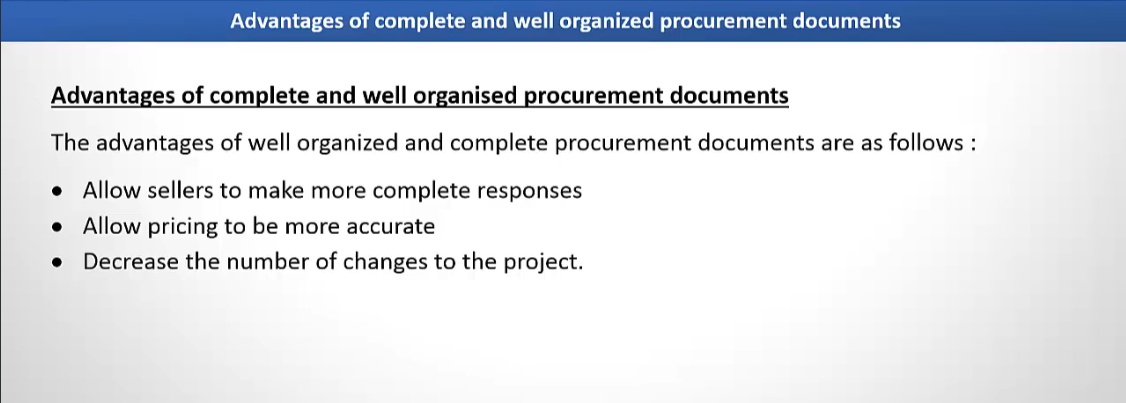 Advantages of complete and well organized procurement documents
Advantages of complete and well organised procurement documents
The advantages of well organized and complete procurement documents are as follows :
• Allow sellers to make more complete responses
• Allow pricing to be more accurate
• Decrease the number of changes to the project.